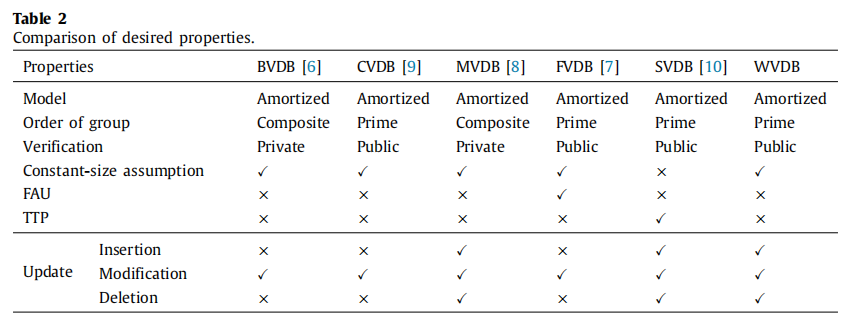 Table 2
Comparison of desired properties.
Properties BVDB [6] CVDB [9] MVDB [8] FVDB [7] SVDB [10] WVDB
Model Amortized Amortized Amortized Amortized Amortized Amortized
Order of group Composite Prime Composite Prime Prime Prime
Verification Private Public Private Public Public Public
Constant-size assumption ✓ ✓ ✓ ✓ × ✓
FAU × × × ✓ × ×
TTP × × × × ✓ ×
Update Insertion × × ✓ × ✓ ✓
Modification ✓ ✓ ✓ ✓ ✓ ✓
Deletion × × ✓ × ✓ ✓